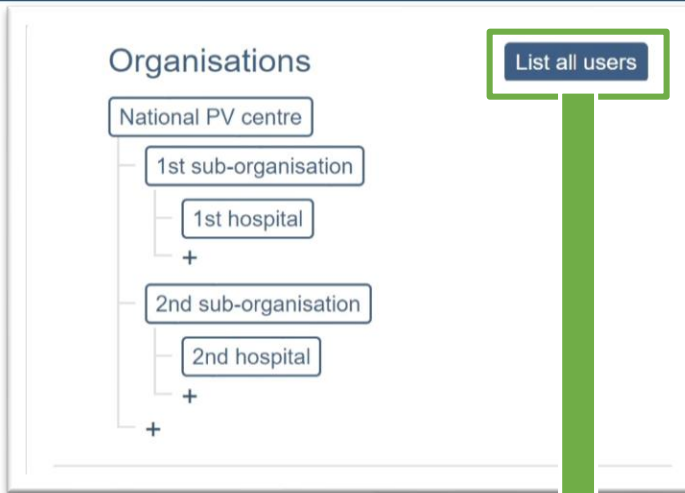 Organisations
List all users
National PV centre
1st sub-organisation
1st hospital
+
2nd sub-organisation
2nd hospital
+
+